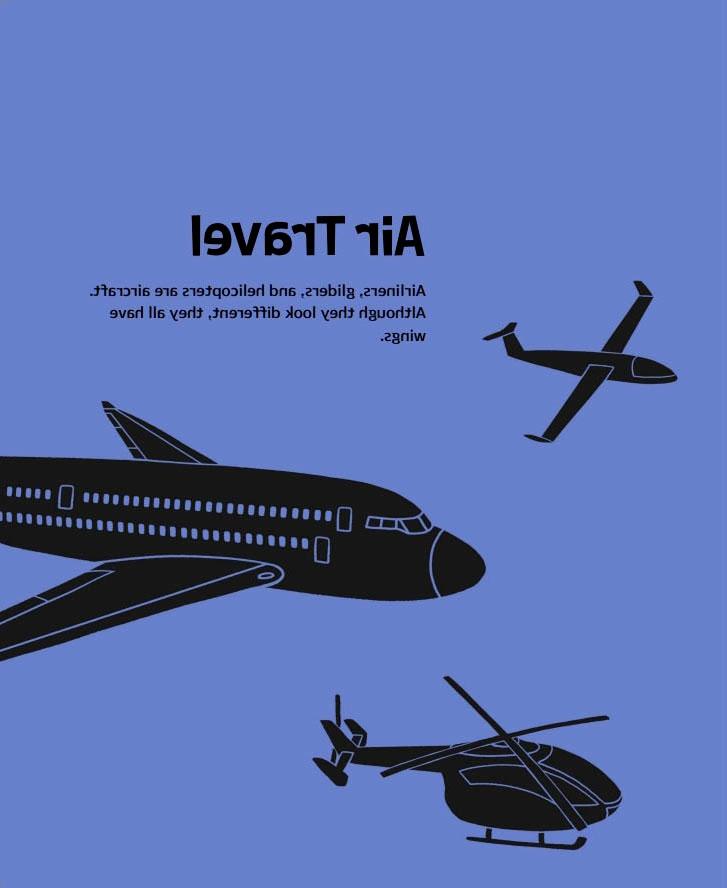 Air Travel
Airliners, gliders, and helicopters are aircraft.
Although they look different, they all have
wings.